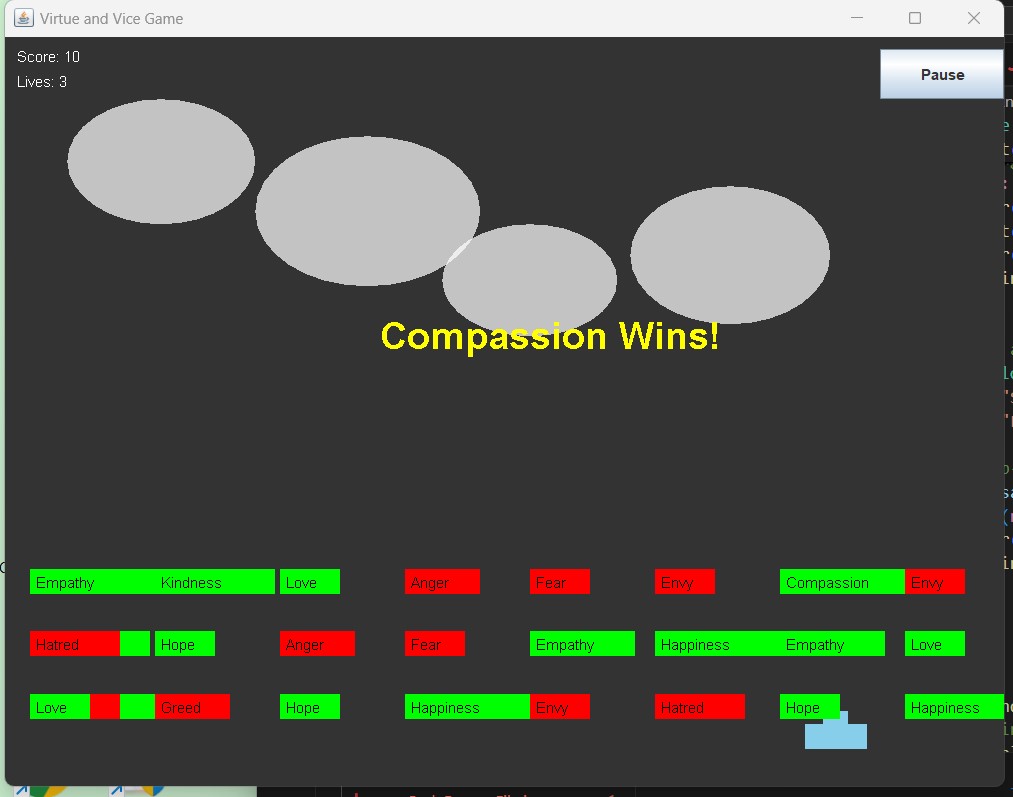 Virtue and Vice Game
Score: 10
Lives: 3
Pause
Compassion Wins!
Empathy Kindness Love Anger Fear Envy Compassion Envy
Hatred Hope Anger Fear Empathy Happiness Empathy Love
Love Greed Hope Happiness Envy Hatred Hope Happiness